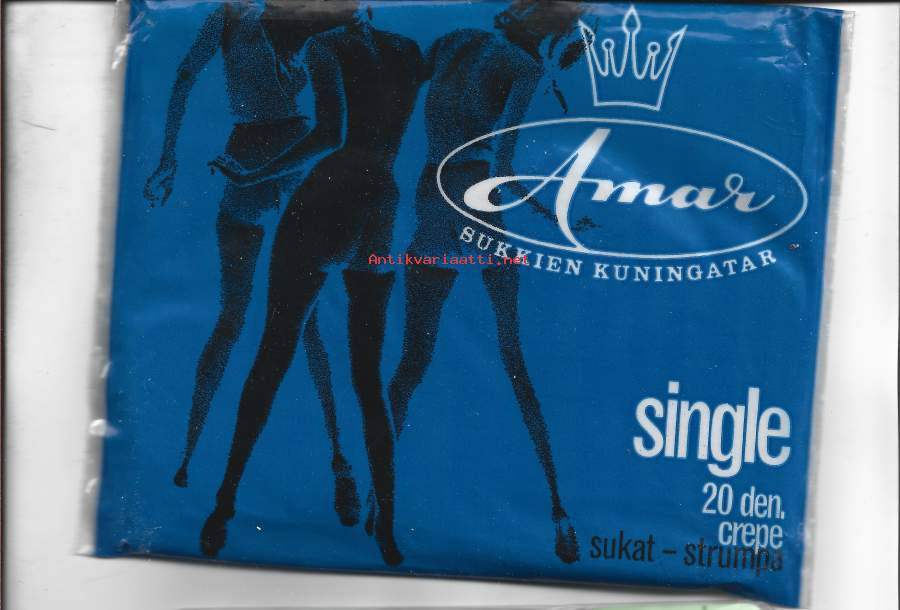 Amar
SUKKIEN KUNINGATAR
Antikvariaatti.net
single
20 den.
crepe
sukat - strumpa